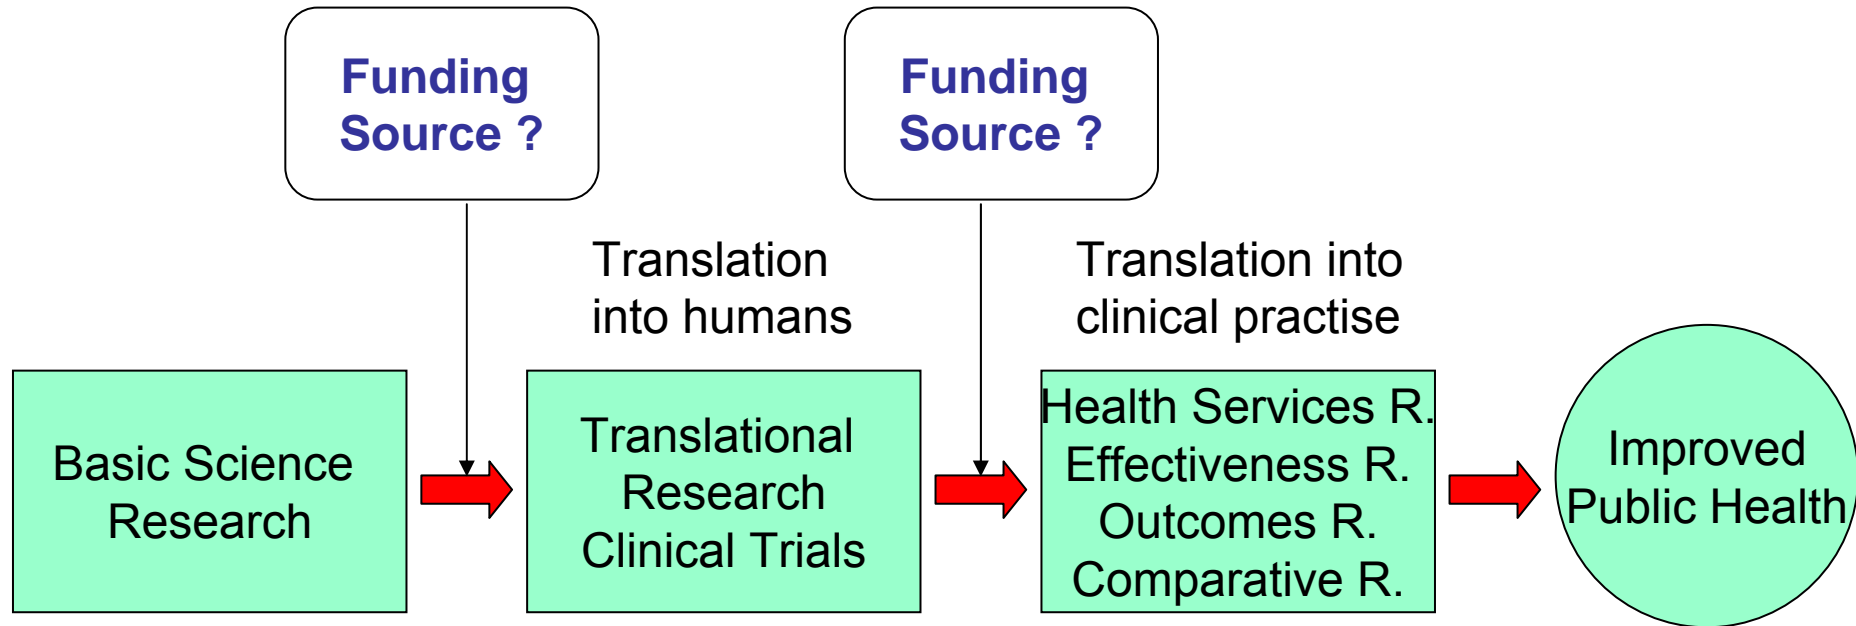 Funding
Source ?
Funding
Source ?
Translation
into humans
Translation into
clinical practise
Basic Science
Research
Translational
Research
Clinical Trials
Health Services R.
Effectiveness R.
Outcomes R.
Comparative R.
Improved
Public Health